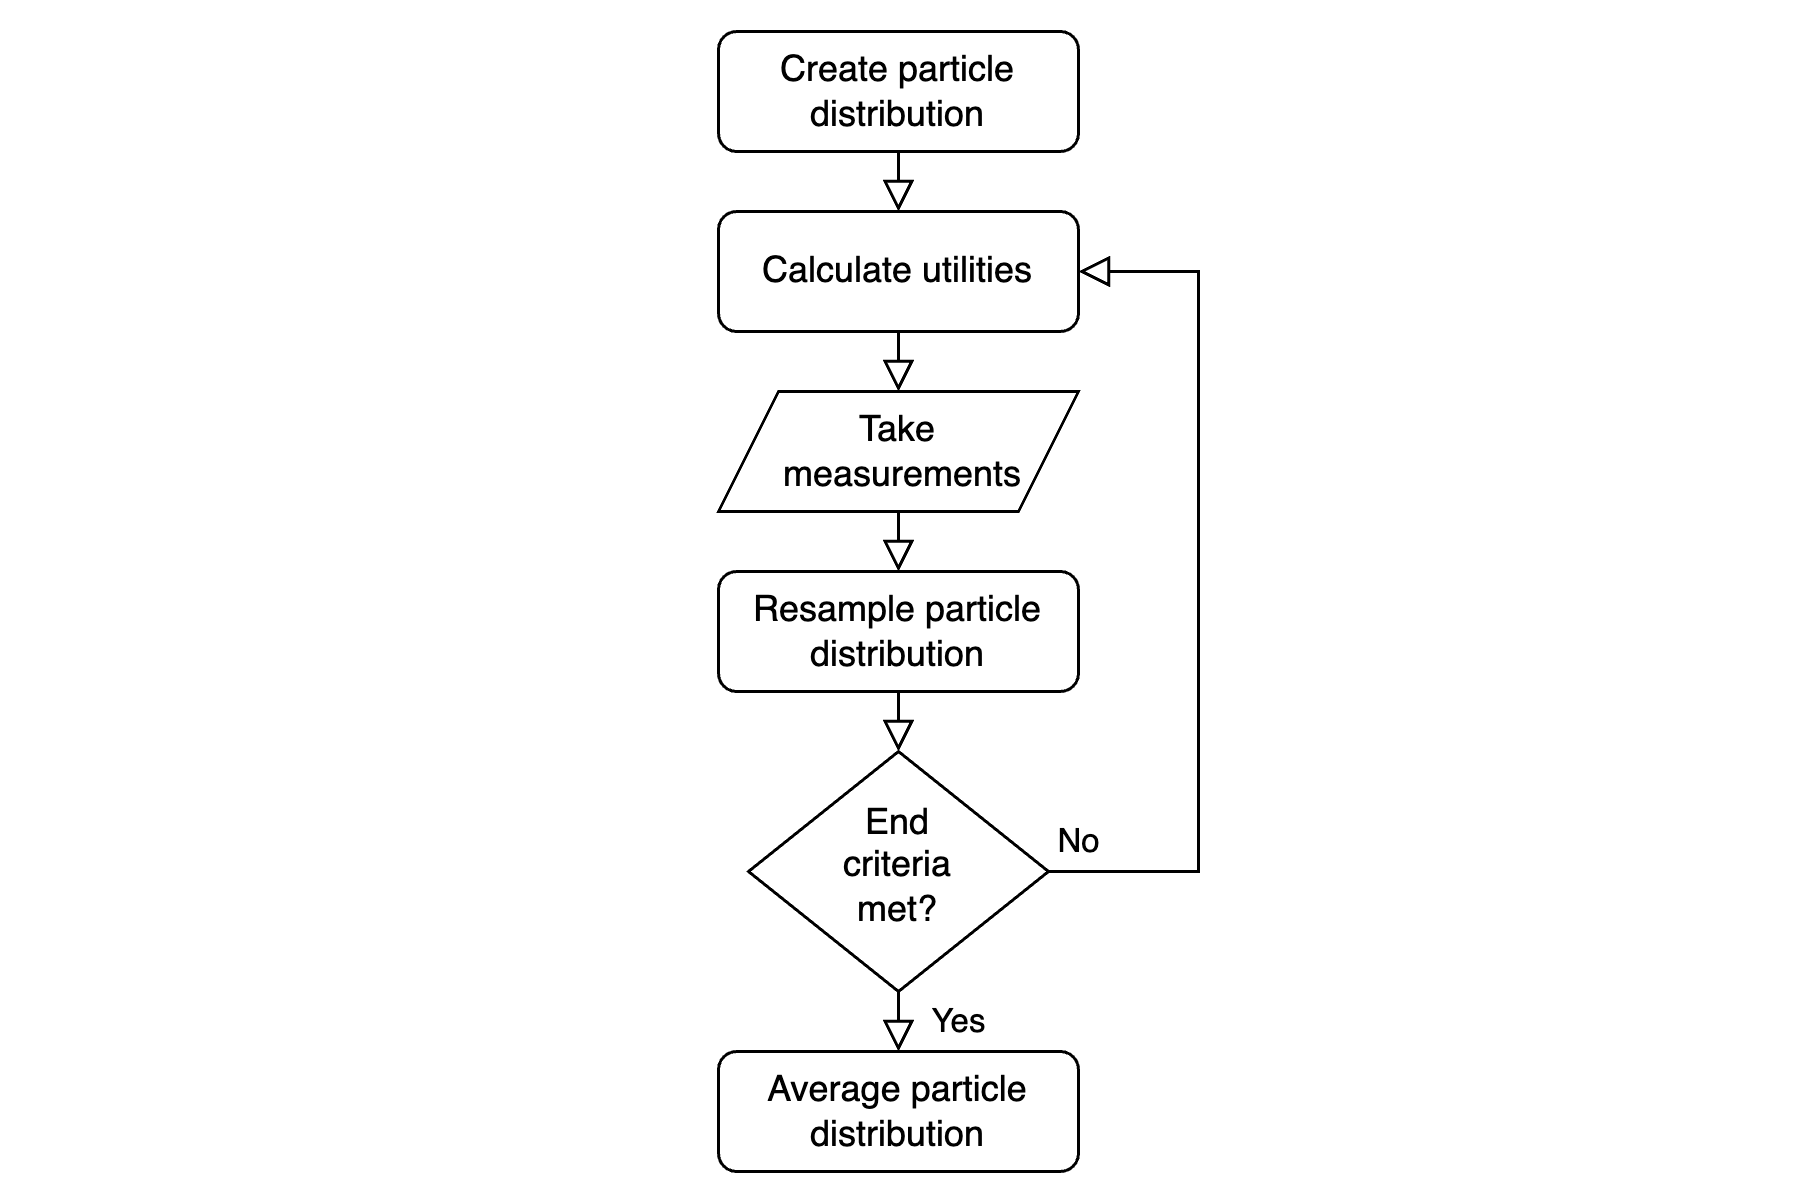 Create particle
distribution
Calculate utilities
Take
measurements
Resample particle
distribution
End
criteria
met?
No
Yes
Average particle
distribution